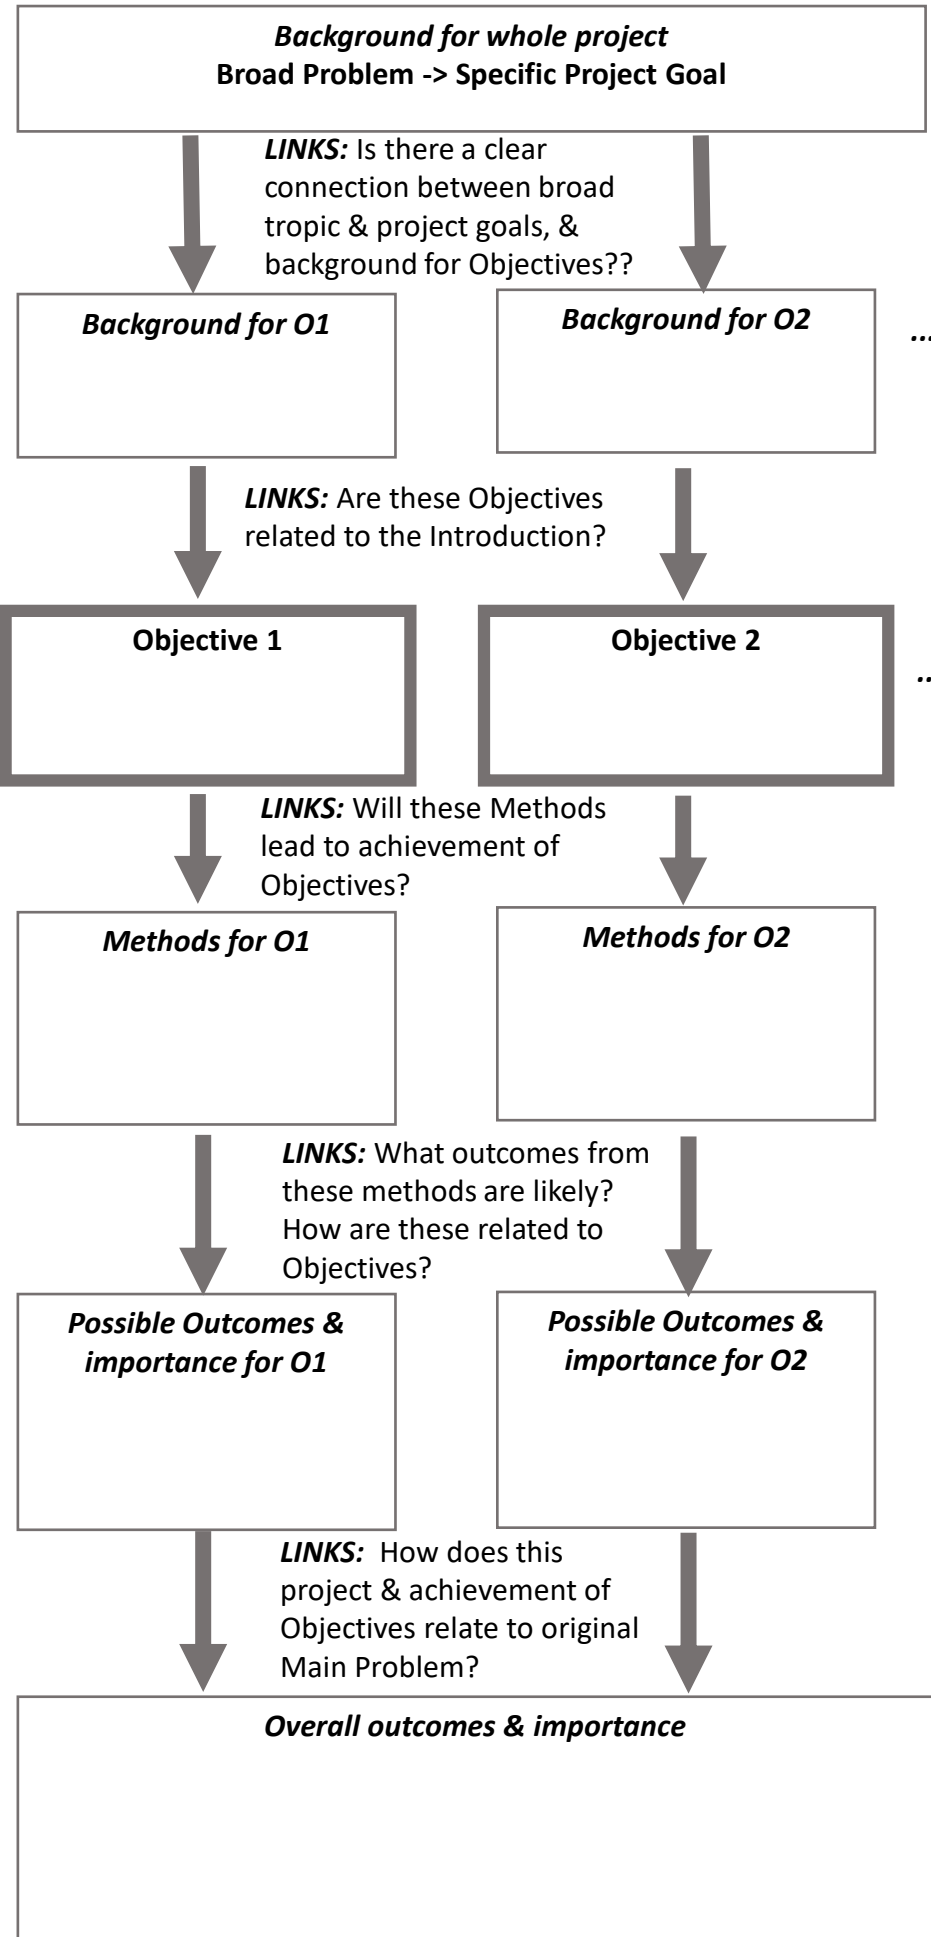 Background for whole project
Broad Problem -> Specific Project Goal
LINKS: Is there a clear
connection between broad
tropic & project goals, &
background for Objectives??
Background for O1
Background for O2
...
LINKS: Are these Objectives
related to the Introduction?
Objective 1
Objective 2
..
LINKS: Will these Methods
lead to achievement of
Objectives?
Methods for O1
Methods for O2
LINKS: What outcomes from
these methods are likely?
How are these related to
Objectives?
Possible Outcomes &
importance for O1
Possible Outcomes &
importance for O2
LINKS: How does this
project & achievement of
Objectives relate to original
Main Problem?
Overall outcomes & importance